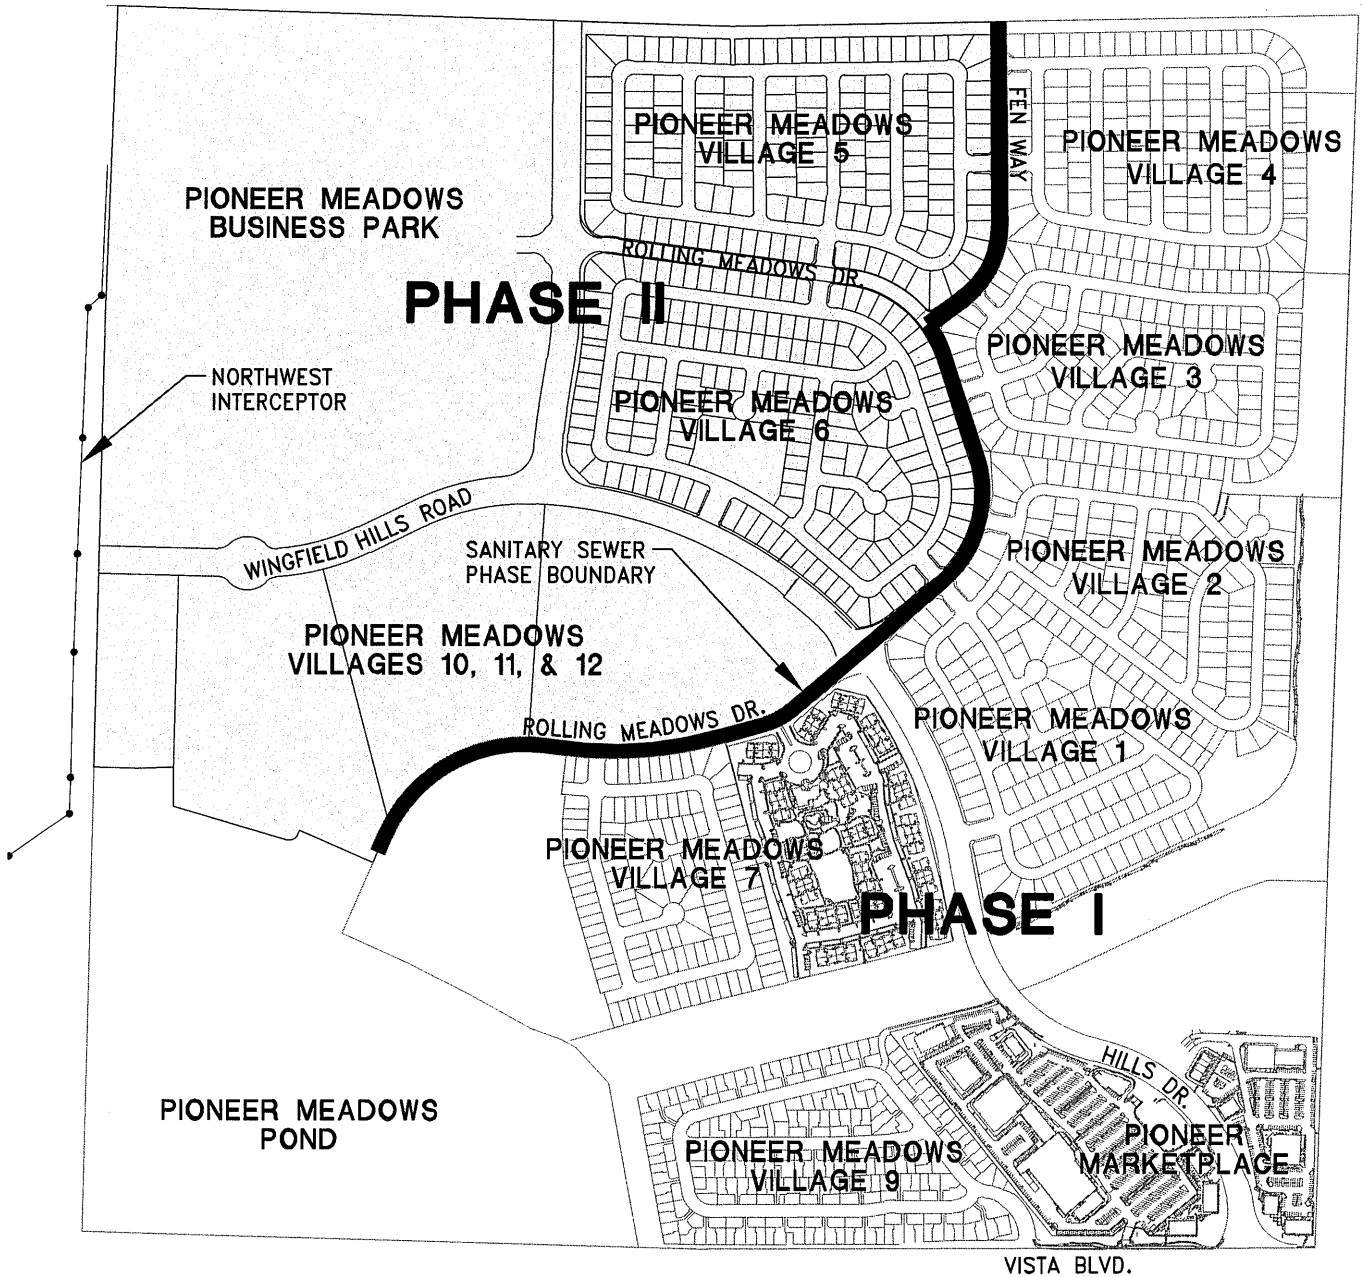 FEN WAY
PIONEER MEADOWS
VILLAGE 5
PIONEER MEADOWS
VILLAGE 4
PIONEER MEADOWS
BUSINESS PARK
ROLLING MEADOWS DR.
PHASE II
PIONEER MEADOWS
VILLAGE 3
NORTHWEST
INTERCEPTOR
PIONEER MEADOWS
VILLAGE 6
WINGFIELD HILLS ROAD
SANITARY SEWER
PHASE BOUNDARY
PIONEER MEADOWS
VILLAGE 2
PIONEER MEADOWS
VILLAGES 10, 11, & 12
ROLLING MEADOWS DR.
PIONEER MEADOWS
VILLAGE 1
PIONEER MEADOWS
VILLAGE 7
PHASE I
HILLS DR.
PIONEER MEADOWS
POND
PIONEER MEADOWS
VILLAGE 9
PIONEER
MARKETPLACE
VISTA BLVD.